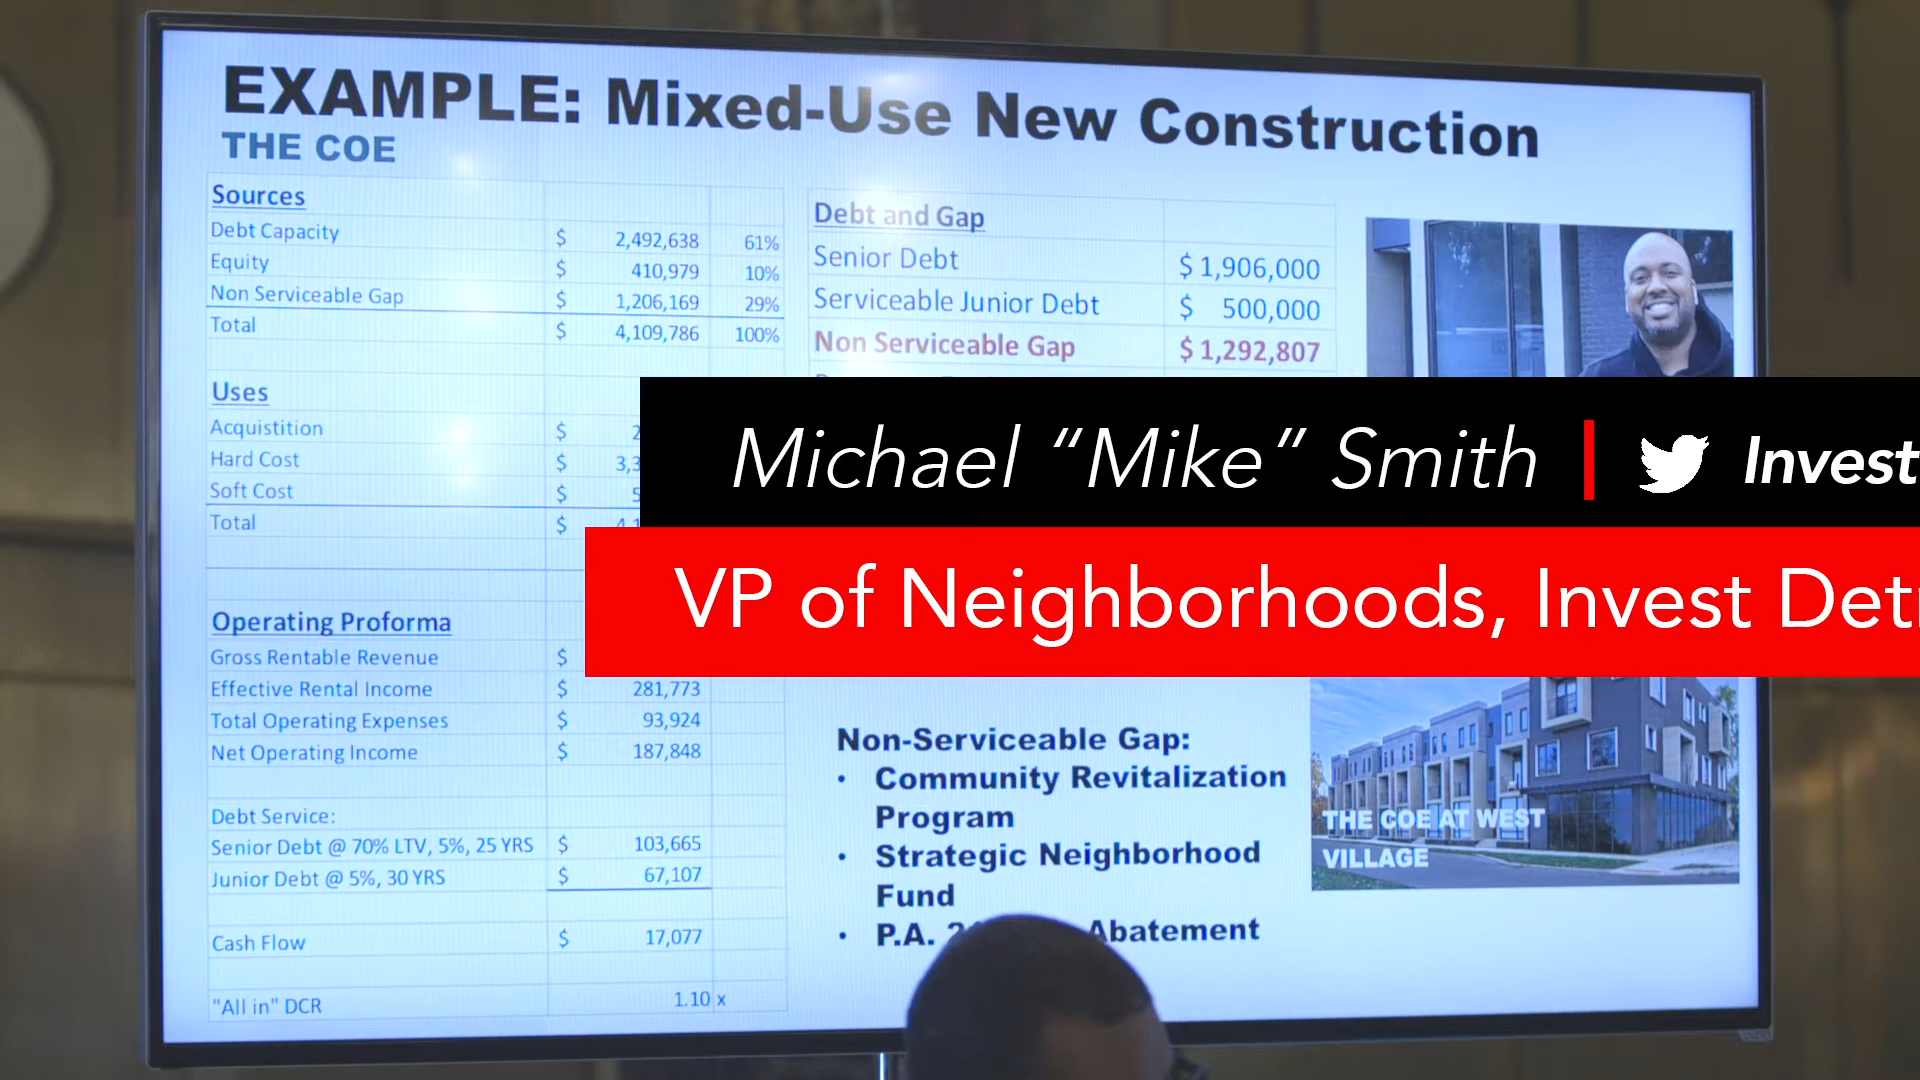 EXAMPLE: Mixed-Use New Construction
THE COE
Sources
Debt Capacity $ 2,492,638 61%
Equity $ 410,979 10%
Non Serviceable Gap $ 1,206,169 29%
Total $ 4,109,786 100%
Uses
Acquistition $
Hard Cost $
Soft Cost $
Total $
Operating Proforma
Gross Rentable Revenue $
Effective Rental Income $ 281,773
Total Operating Expenses $ 93,924
Net Operating Income $ 187,848
Debt Service:
Senior Debt @ 70% LTV, 5%, 25 YRS $ 103,665
Junior Debt @ 5%, 30 YRS $ 67,107
Cash Flow $ 17,077
"All in" DCR 1.10 x
Debt and Gap
Senior Debt $ 1,906,000
Serviceable Junior Debt $ 500,000
Non Serviceable Gap $ 1,292,807
Michael “Mike” Smith | Invest
VP of Neighborhoods, Invest Det
Non-Serviceable Gap:
• Community Revitalization
Program
• Strategic Neighborhood
Fund
• P.A. Abatement
THE COE AT WEST
VILLAGE